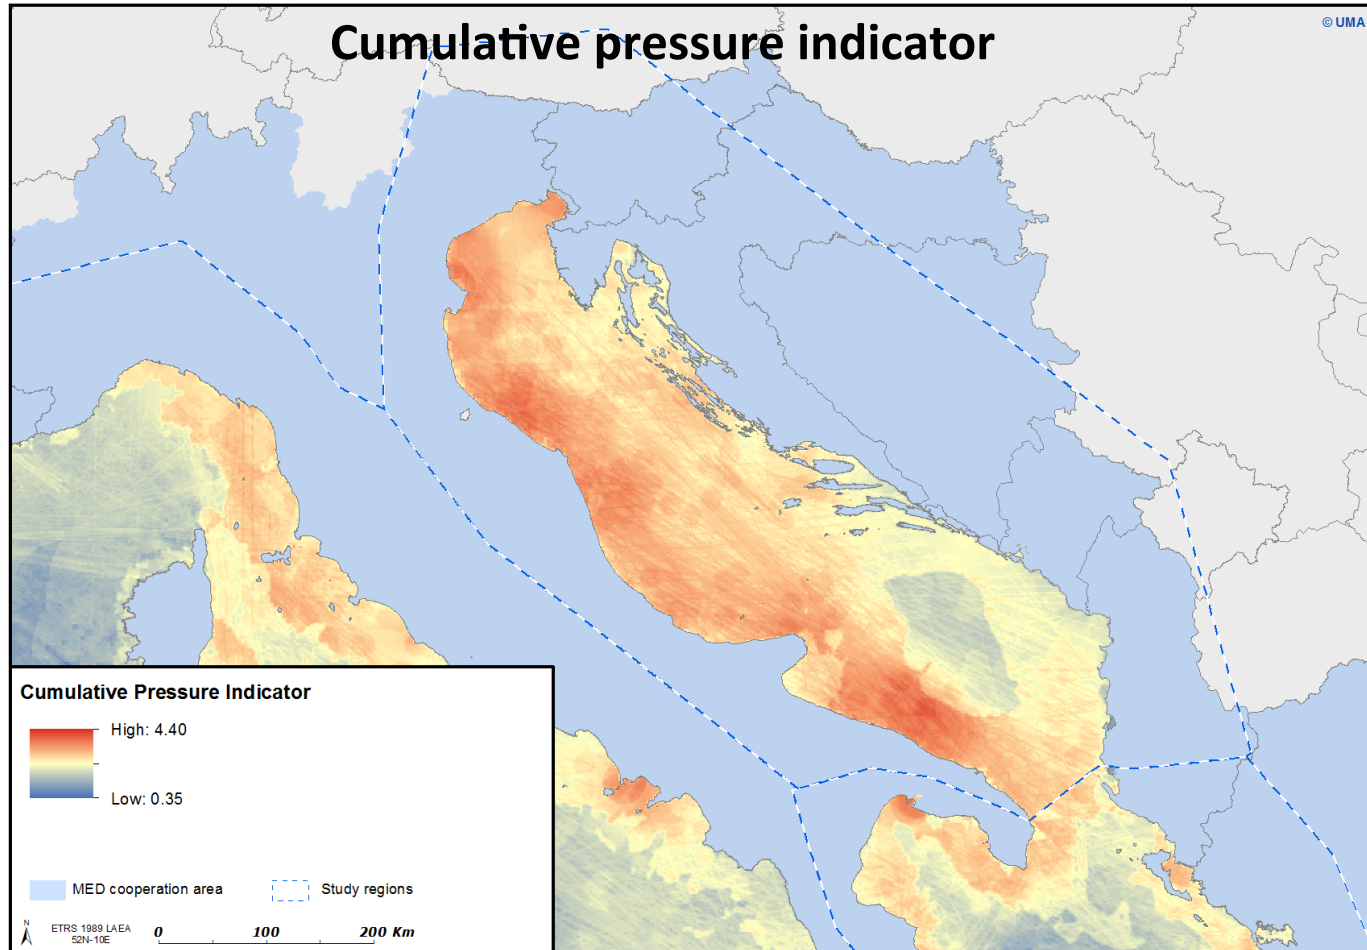 Cumulative pressure indicator
© UMA
Cumulative Pressure Indicator
High: 4.40
Low: 0.35
MED cooperation area
Study regions
N
ETRS 1989 LAEA
52N-10E
0 100 200 Km